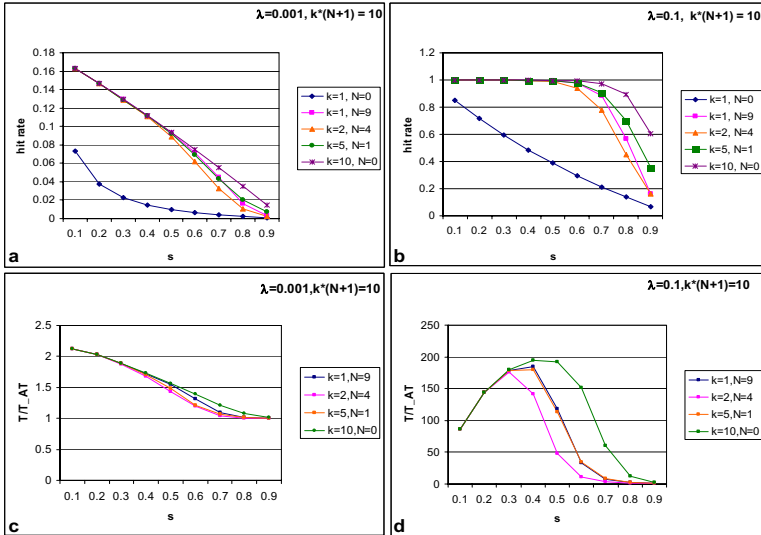 λ=0.001, k*(N+1) = 10
hit rate
0.18
0.16
0.14
0.12
0.1
0.08
0.06
0.04
0.02
0
0.1 0.2 0.3 0.4 0.5 0.6 0.7 0.8 0.9
s
k=1, N=0
k=1, N=9
k=2, N=4
k=5, N=1
k=10, N=0
a
λ=0.1, k*(N+1) = 10
hit rate
1.2
1
0.8
0.6
0.4
0.2
0
0.1 0.2 0.3 0.4 0.5 0.6 0.7 0.8 0.9
s
k=1, N=0
k=1, N=9
k=2, N=4
k=5, N=1
k=10, N=0
b
λ=0.001,k*(N+1)=10
T/T_AT
2.5
2
1.5
1
0.5
0
0.1 0.2 0.3 0.4 0.5 0.6 0.7 0.8 0.9
s
k=1,N=9
k=2,N=4
k=5,N=1
k=10,N=0
c
λ=0.1,k*(N+1)=10
T/T_AT
250
200
150
100
50
0
0.1 0.2 0.3 0.4 0.5 0.6 0.7 0.8 0.9
s
k=1,N=9
k=2,N=4
k=5,N=1
k=10,N=0
d